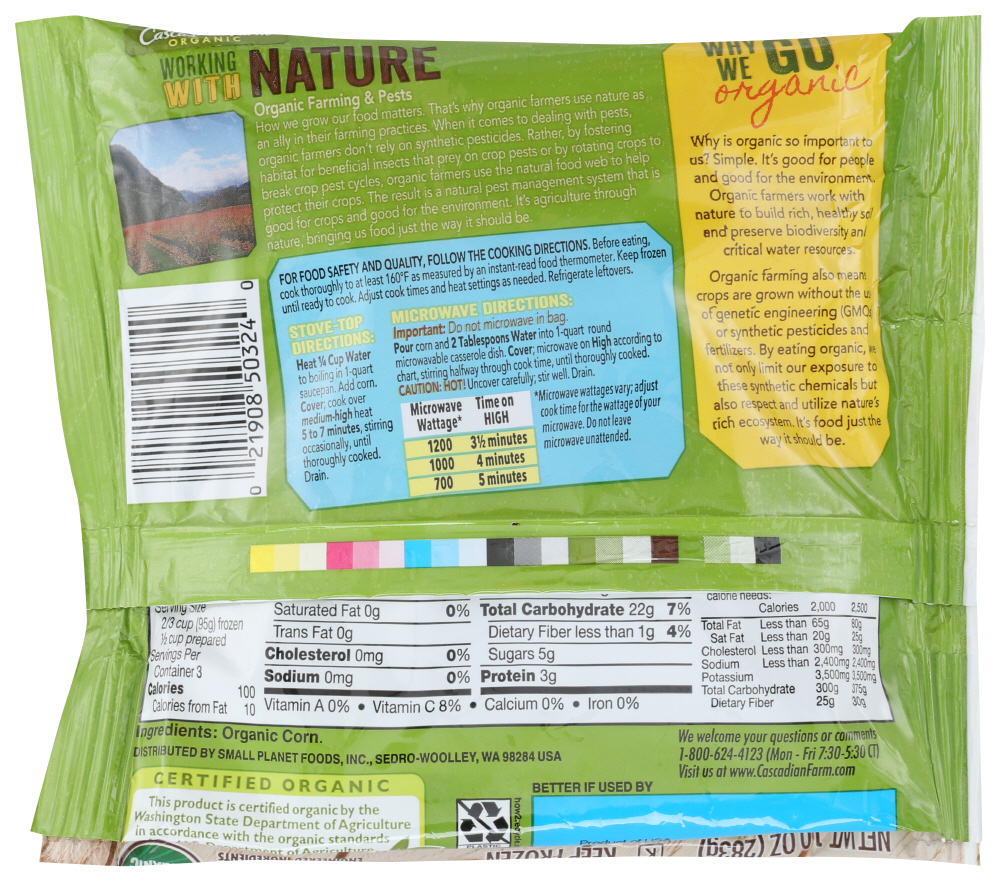 ORGANIC
WORKING
WITH NATURE
Organic Farming & Pests
How we grow our food matters. That's why organic farmers use nature as
an ally in their farming practices. When it comes to dealing with pests,
organic farmers don't rely on synthetic pesticides. Rather, by fostering
habitat for beneficial insects that prey on crop pests or by rotating crops to
break crop pest cycles, organic farmers use the natural food web to help
protect their crops. The result is a natural pest management system that is
good for crops and good for the environment. It's agriculture through
nature, bringing us food just the way it should be.
WHY
WE GO
organic
Why is organic so important to
us? Simple. It's good for people
and good for the environment.
Organic farmers work with
nature to build rich, healthy
and preserve biodiversity and
critical water resources.
Organic farming also means
crops are grown without the
of genetic engineering (GMOs
or synthetic pesticides and
fertilizers. By eating organic, we
not only limit our exposure to
these synthetic chemicals but
also respect and utilize nature's
rich ecosystem. It's food just the
way it should be.
FOR FOOD SAFETY AND QUALITY, FOLLOW THE COOKING DIRECTIONS. Before eating,
cook thoroughly to at least 160°F as measured by an instant-read food thermometer. Keep frozen
until ready to cook. Adjust cook times and heat settings as needed. Refrigerate leftovers.
STOVE-TOP
DIRECTIONS:
Heat ¼ Cup Water
to boiling in 1-quart
saucepan. Add corn.
Cover; cook over
medium-high heat
5 to 7 minutes, stirring
occasionally, until
thoroughly cooked.
Drain.
MICROWAVE DIRECTIONS:
Important: Do not microwave in bag.
Pour corn and 2 Tablespoons Water into 1-quart round
microwavable casserole dish. Cover; microwave on High according to
chart, stirring halfway through cook time, until thoroughly cooked.
CAUTION: HOT! Uncover carefully; stir well. Drain.
Microwave Wattage* Time on HIGH
1200 3½ minutes
1000 4 minutes
700 5 minutes
*Microwave wattages vary; adjust
cook time for the wattage of your
microwave. Do not leave
microwave unattended.
0 21908 50324 0
Serving Size
2/3 cup (95g) frozen
½ cup prepared
Servings Per
Container 3
Calories 100
Calories from Fat 10
Saturated Fat 0g 0%
Trans Fat 0g
Cholesterol 0mg 0%
Sodium 0mg 0%
Total Carbohydrate 22g 7%
Dietary Fiber less than 1g 4%
Sugars 5g
Protein 3g
Vitamin A 0% • Vitamin C 8% • Calcium 0% • Iron 0%
calorie needs:
Calories 2,000 2,500
Total Fat Less than 65g 80g
Sat Fat Less than 20g 25g
Cholesterol Less than 300mg 300mg
Sodium Less than 2,400mg 2,400mg
Potassium 3,500mg 3,500mg
Total Carbohydrate 300g 375g
Dietary Fiber 25g 30g
Ingredients: Organic Corn.
DISTRIBUTED BY SMALL PLANET FOODS, INC., SEDRO-WOOLLEY, WA 98284 USA
We welcome your questions or comments
1-800-624-4123 (Mon - Fri 7:30-5:30 CT)
Visit us at www.CascadianFarm.com
CERTIFIED ORGANIC
This product is certified organic by the
Washington State Department of Agriculture
in accordance with the organic standards
Department of Agriculture
how2recycle
PLASTIC
BETTER IF USED BY
KEEP FROZEN
NET WT 10 OZ (283g)